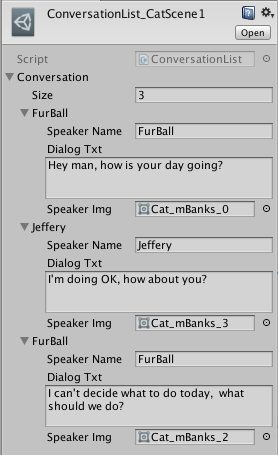 ConversationList_CatScene1
Open
Script ConversationList
Conversation
Size 3
FurBall
Speaker Name FurBall
Dialog Txt
Hey man, how is your day going?
Speaker Img Cat_mBanks_0
Jeffery
Speaker Name Jeffery
Dialog Txt
I'm doing OK, how about you?
Speaker Img Cat_mBanks_3
FurBall
Speaker Name FurBall
Dialog Txt
I can't decide what to do today,  what
should we do?
Speaker Img Cat_mBanks_2